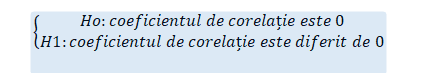 Ho: coeficientul de corelație este 0
H1: coeficientul de corelație este diferit de 0